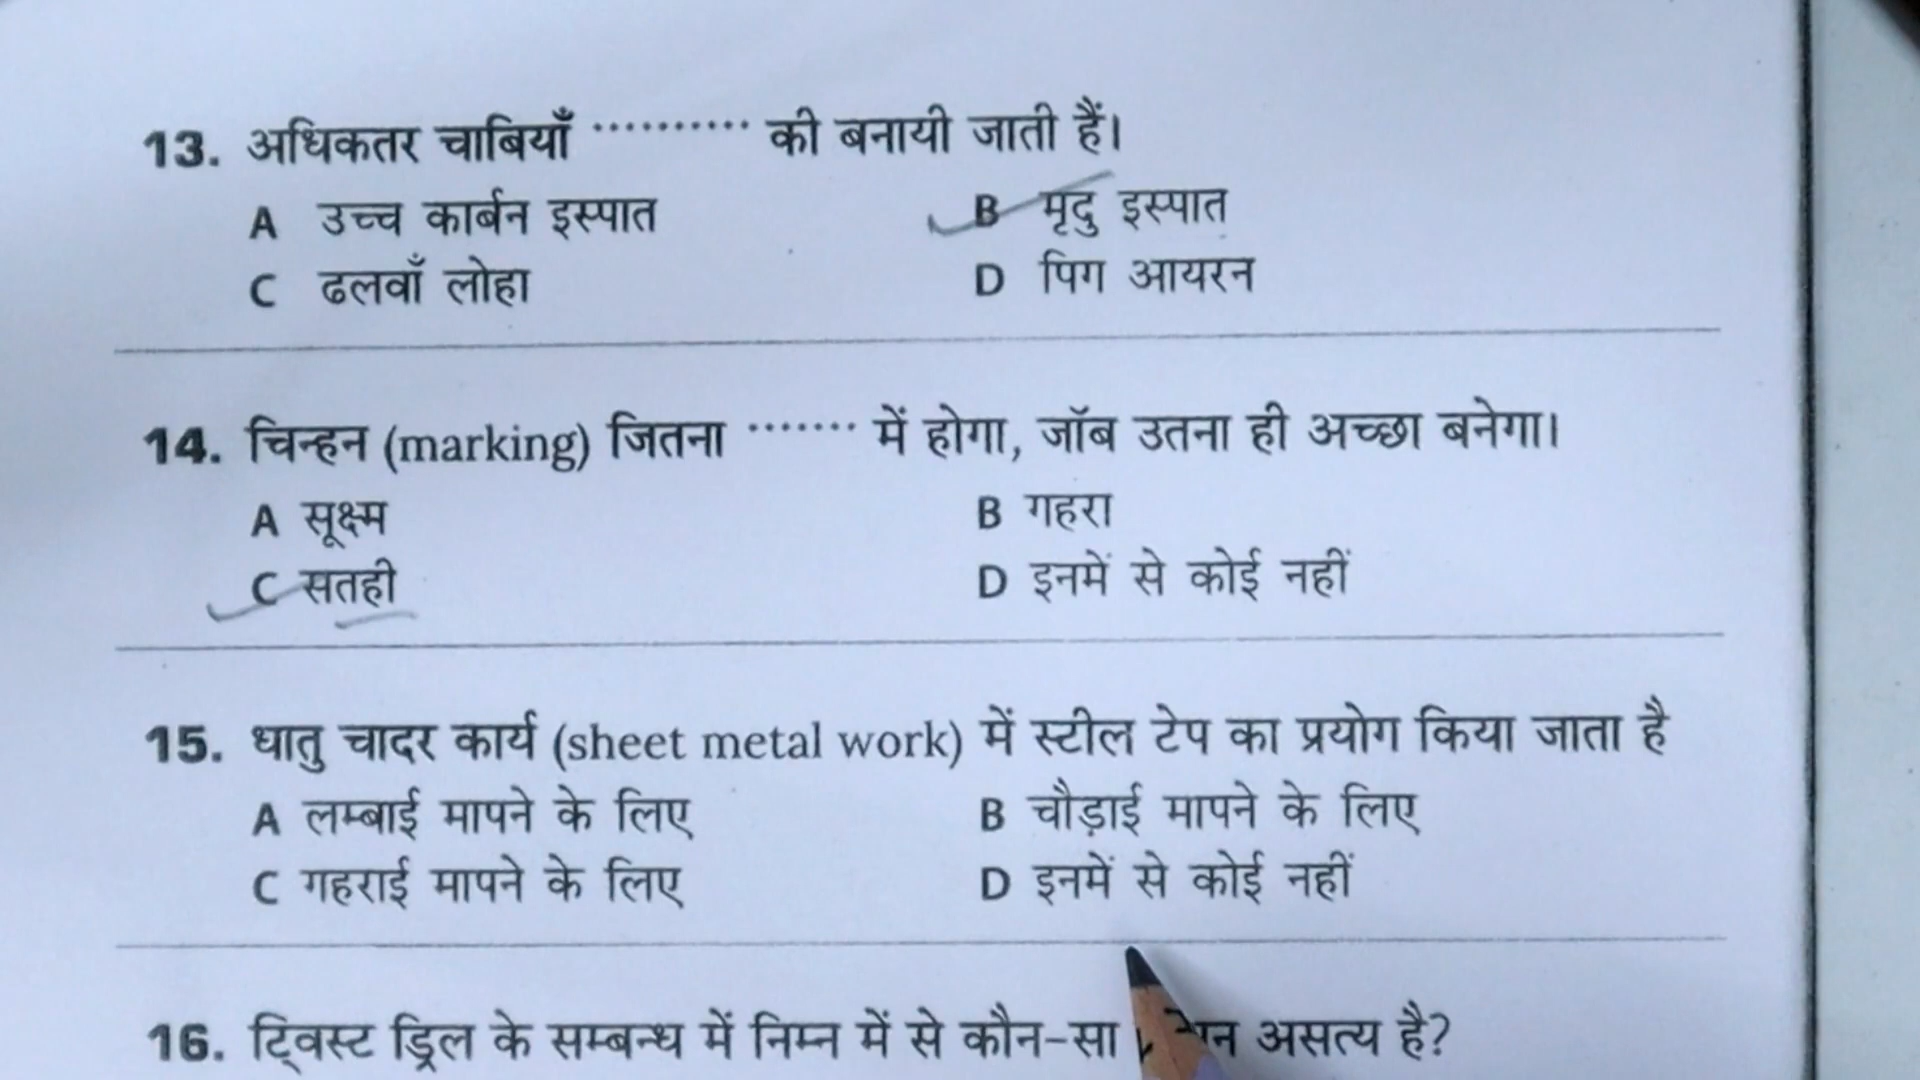 13. अधिकतर चाबियाँ .......... की बनायी जाती हैं।
A उच्च कार्बन इस्पात B मृदु इस्पात
C ढलवाँ लोहा D पिग आयरन
14. चिन्हन (marking) जितना ....... में होगा, जॉब उतना ही अच्छा बनेगा।
A सूक्ष्म B गहरा
C सतही D इनमें से कोई नहीं
15. धातु चादर कार्य (sheet metal work) में स्टील टेप का प्रयोग किया जाता है
A लम्बाई मापने के लिए B चौड़ाई मापने के लिए
C गहराई मापने के लिए D इनमें से कोई नहीं
16. ट्विस्ट ड्रिल के सम्बन्ध में निम्न में से कौन-सा असत्य है?